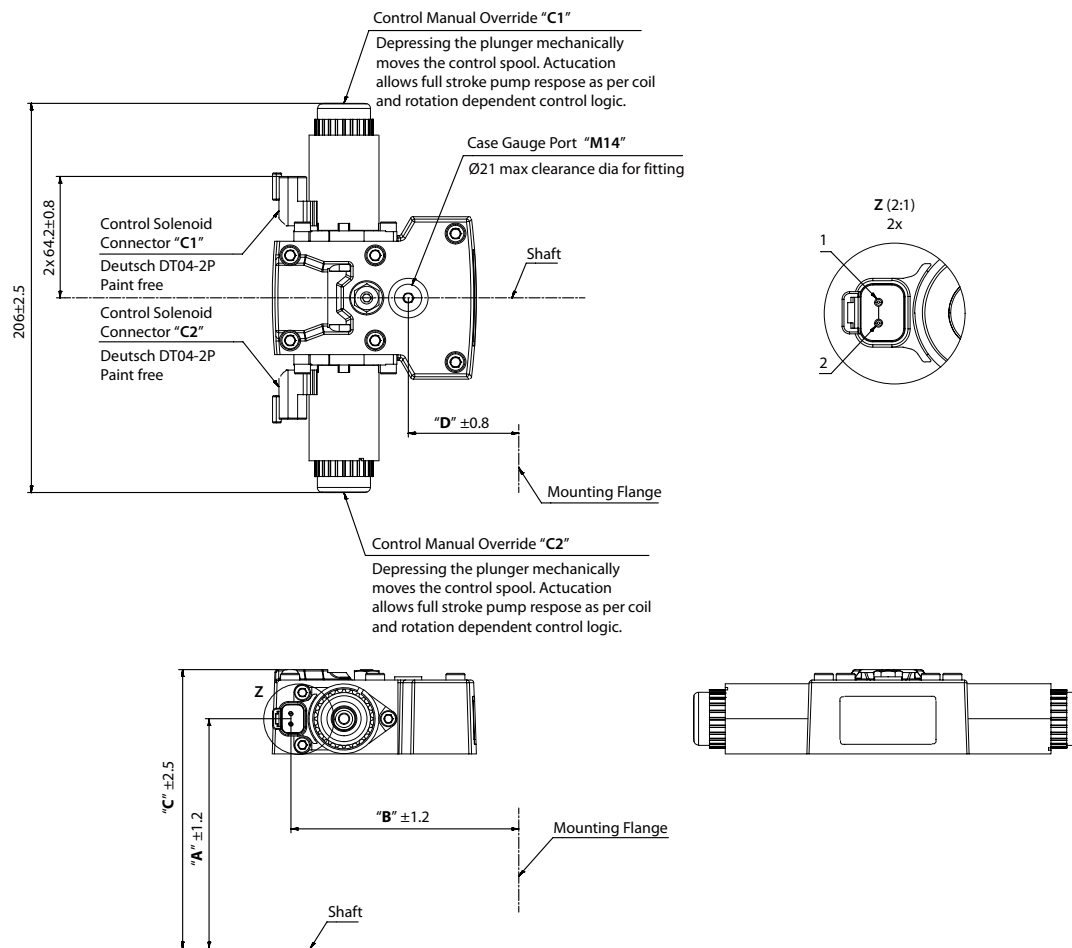 Control Manual Override “C1”
Depressing the plunger mechanically
moves the control spool. Actucation
allows full stroke pump respose as per coil
and rotation dependent control logic.
Case Gauge Port “M14”
Ø21 max clearance dia for fitting
Control Solenoid
Connector “C1”
Deutsch DT04-2P
Paint free
Control Solenoid
Connector “C2”
Deutsch DT04-2P
Paint free
2x 64.2±0.8
206±2.5
Shaft
Z (2:1)
2x
1
2
“D” ±0.8
Mounting Flange
Control Manual Override “C2”
Depressing the plunger mechanically
moves the control spool. Actucation
allows full stroke pump respose as per coil
and rotation dependent control logic.
Z
“C” ±2.5
“A” ±1.2
“B” ±1.2
Mounting Flange
Shaft